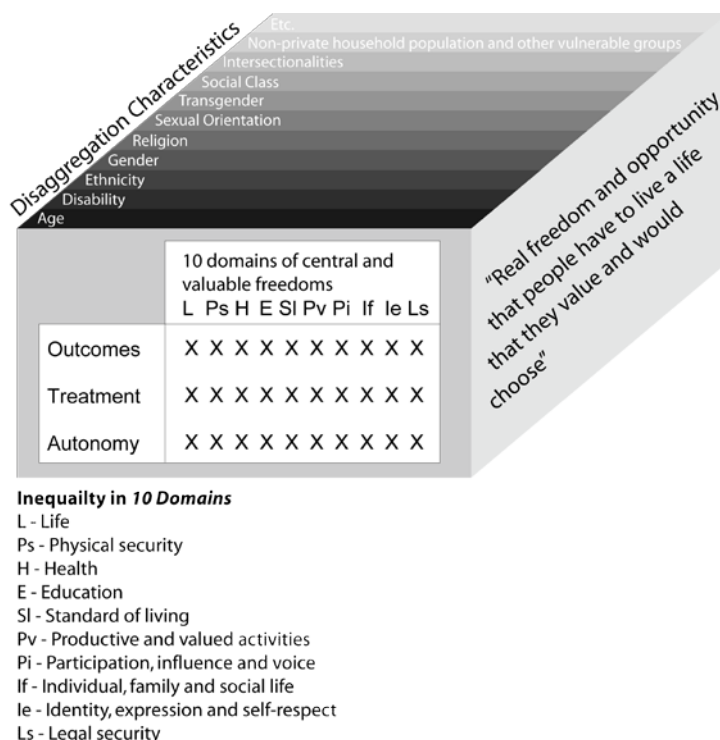 Disaggregation Characteristics
Etc.
Non-private household population and other vulnerable groups
Intersectionalities
Social Class
Transgender
Sexual Orientation
Religion
Gender
Ethnicity
Disability
Age
10 domains of central and
valuable freedoms
L Ps H E Sl Pv Pi If Ie Ls
Outcomes X X X X X X X X X X
Treatment X X X X X X X X X X
Autonomy X X X X X X X X X X
“Real freedom and opportunity
that people have to live a life
that they value and would
choose”
Inequailty in 10 Domains
L - Life
Ps - Physical security
H - Health
E - Education
Sl - Standard of living
Pv - Productive and valued activities
Pi - Participation, influence and voice
If - Individual, family and social life
Ie - Identity, expression and self-respect
Ls - Legal security